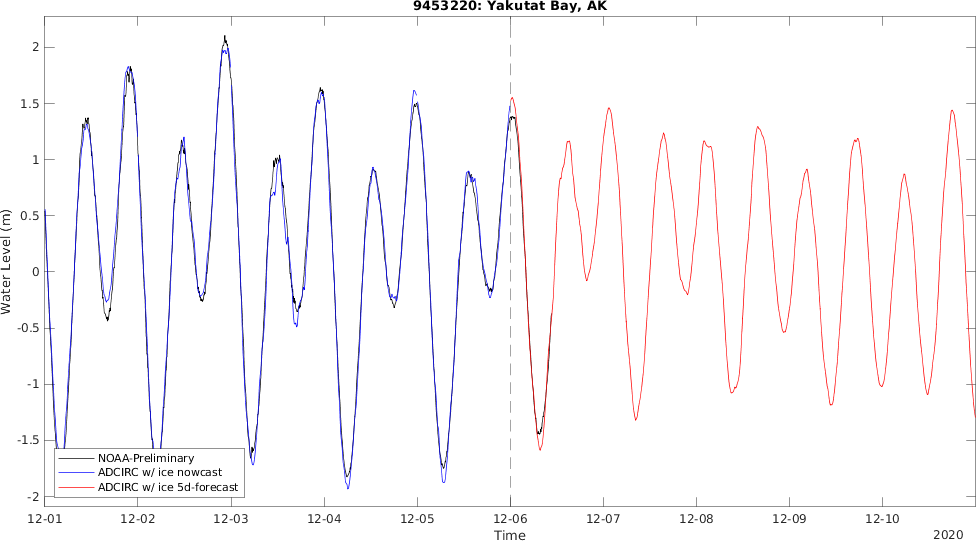 9453220: Yakutat Bay, AK
Water Level (m)
2
1.5
1
0.5
0
-0.5
-1
-1.5
-2
NOAA-Preliminary
ADCIRC w/ ice nowcast
ADCIRC w/ ice 5d-forecast
12-01 12-02 12-03 12-04 12-05 12-06 12-07 12-08 12-09 12-10
Time
2020